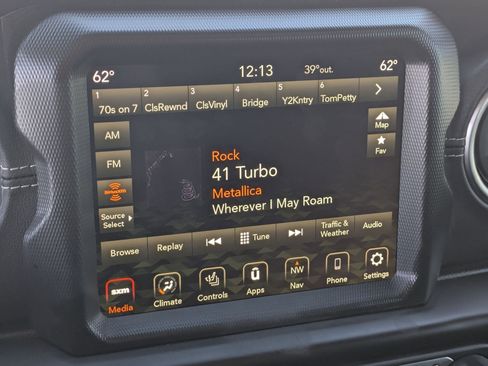 62° 12:13 39°out. 62°
1 2 3 4 5 6
70s on 7 ClsRewnd ClsVinyl Bridge Y2Kntry TomPetty
AM
Map
FM
Fav
Rock
41 Turbo
Metallica
Wherever I May Roam
SiriusXM
Source
Select
Browse Replay Tune Traffic & Weather Audio
sxm
Media
Climate
Controls
ū
Apps
NW
Nav
Phone
Settings